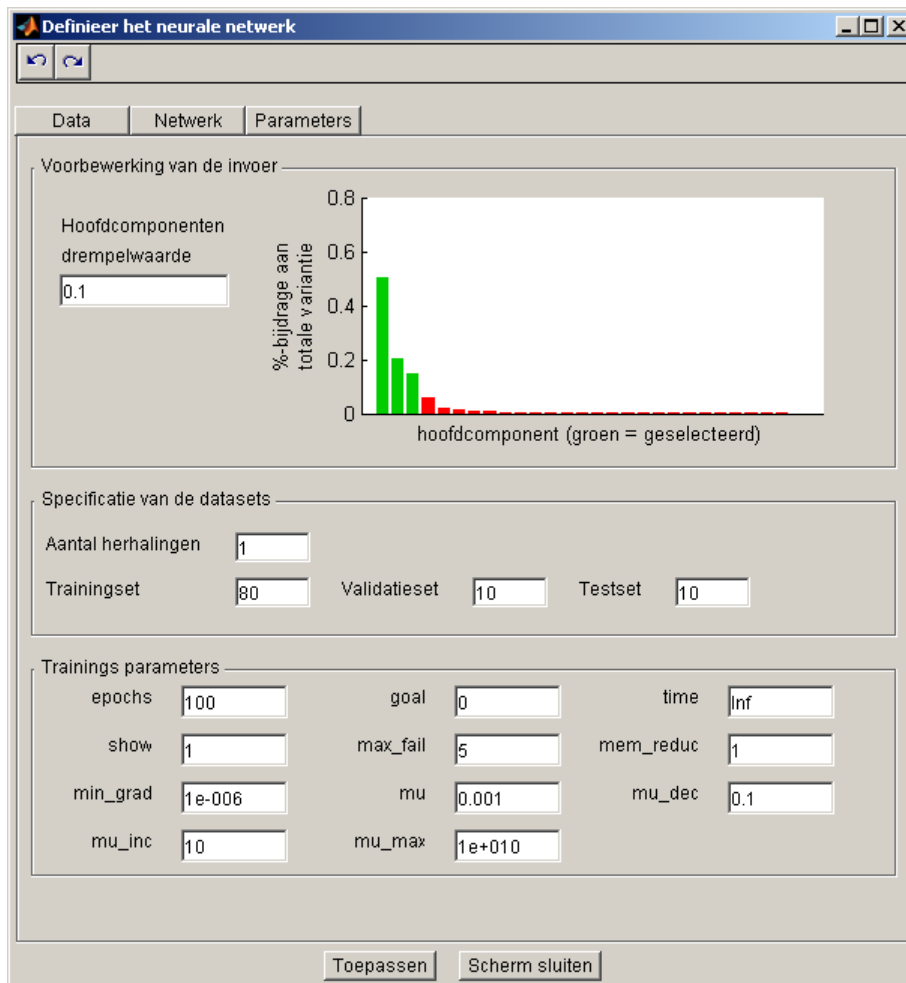 Definieer het neurale netwerk
Data Netwerk Parameters
Voorbewerking van de invoer
Hoofdcomponenten
drempelwaarde
0.1
%-bijdrage aan
totale variantie
0.8
0.6
0.4
0.2
0
hoofdcomponent (groen = geselecteerd)
Specificatie van de datasets
Aantal herhalingen 1
Trainingset 80 Validatieset 10 Testset 10
Trainings parameters
epochs 100 goal 0 time Inf
show 1 max_fail 5 mem_reduc 1
min_grad 1e-006 mu 0.001 mu_dec 0.1
mu_inc 10 mu_max 1e+010
Toepassen Scherm sluiten